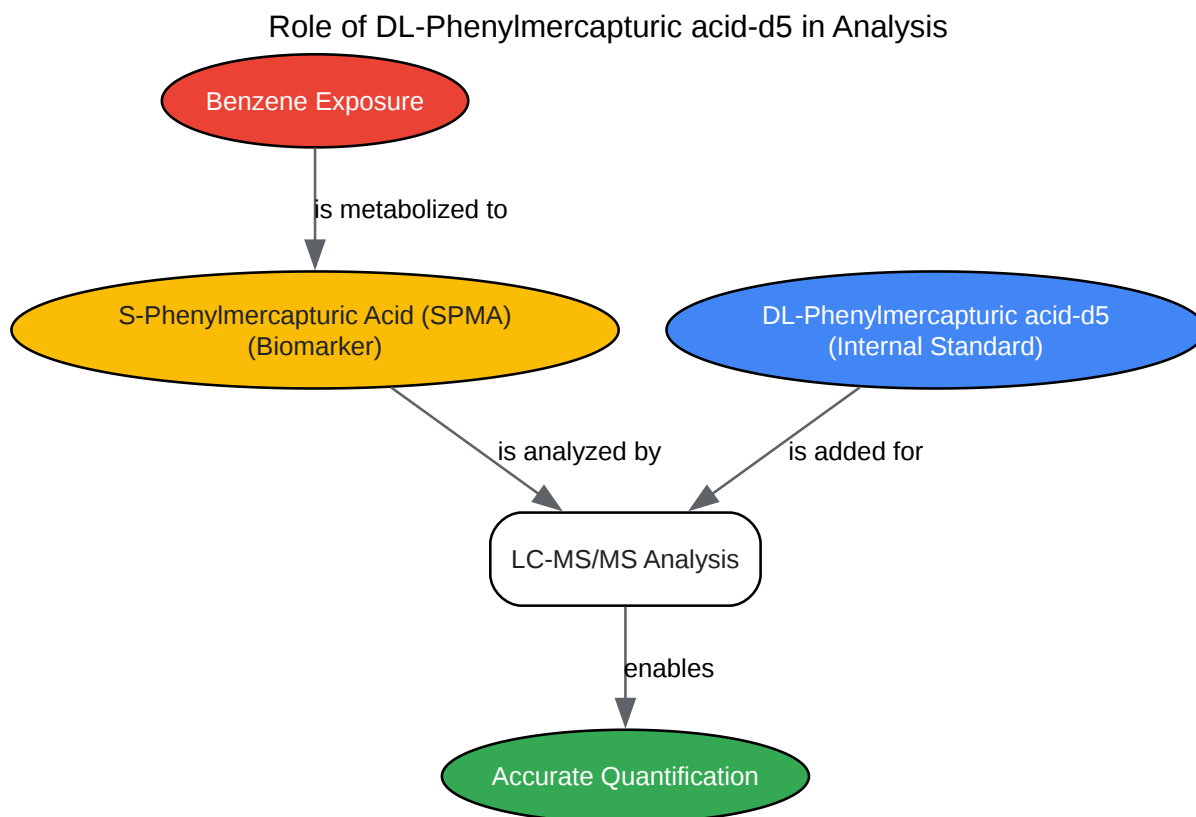 Role of DL-Phenylmercapturic acid-d5 in Analysis
Benzene Exposure
is metabolized to
S-Phenylmercapturic Acid (SPMA)
(Biomarker)
DL-Phenylmercapturic acid-d5
(Internal Standard)
is analyzed by
is added for
LC-MS/MS Analysis
enables
Accurate Quantification